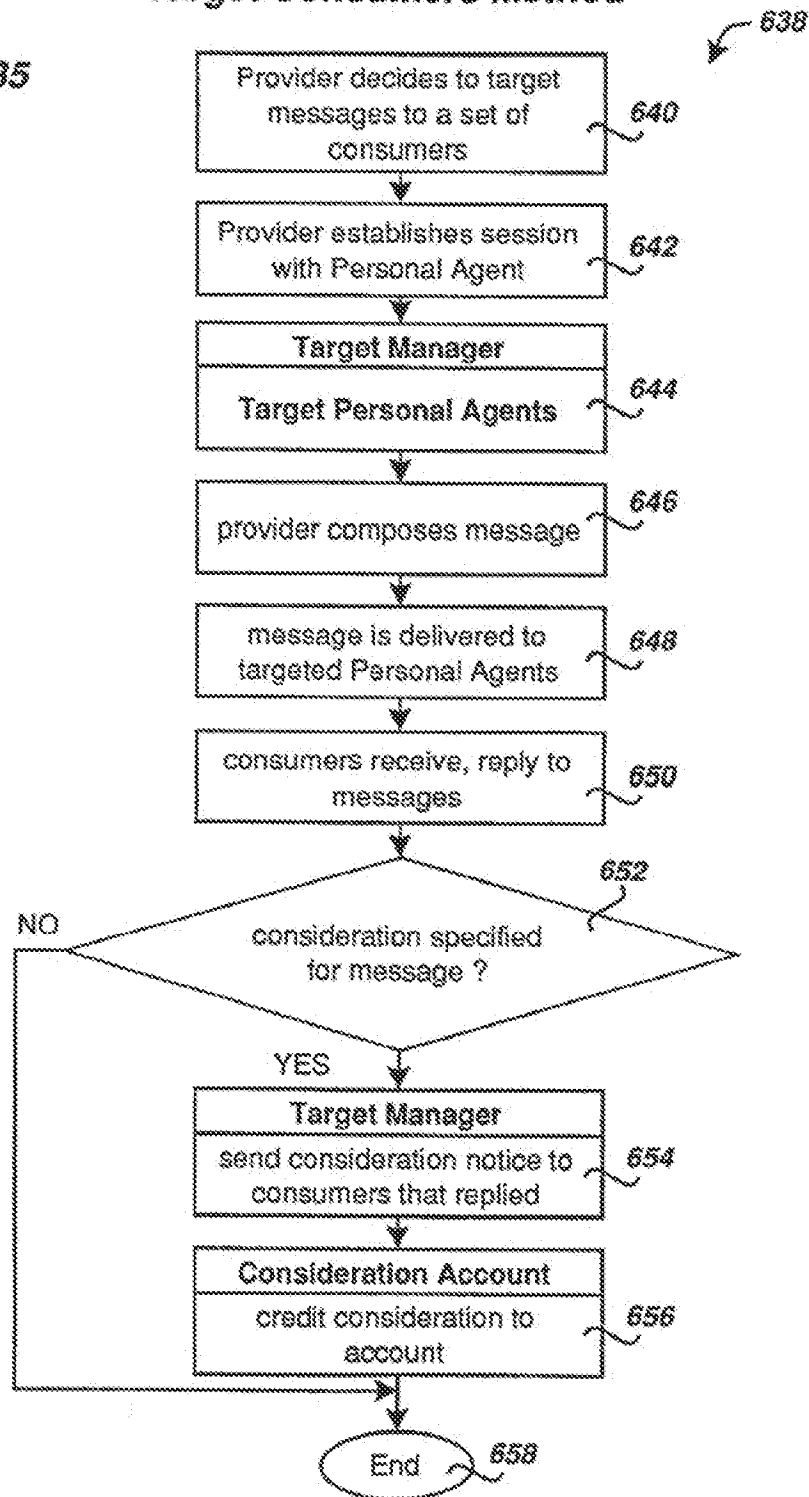 Target Consumers Method
638
35
Provider decides to target
messages to a set of
consumers
640
Provider establishes session
with Personal Agent
642
Target Manager
Target Personal Agents
644
provider composes message
646
message is delivered to
targeted Personal Agents
648
consumers receive, reply to
messages
650
652
NO
consideration specified
for message ?
YES
Target Manager
send consideration notice to
consumers that replied
654
Consideration Account
credit consideration to
account
656
End
658